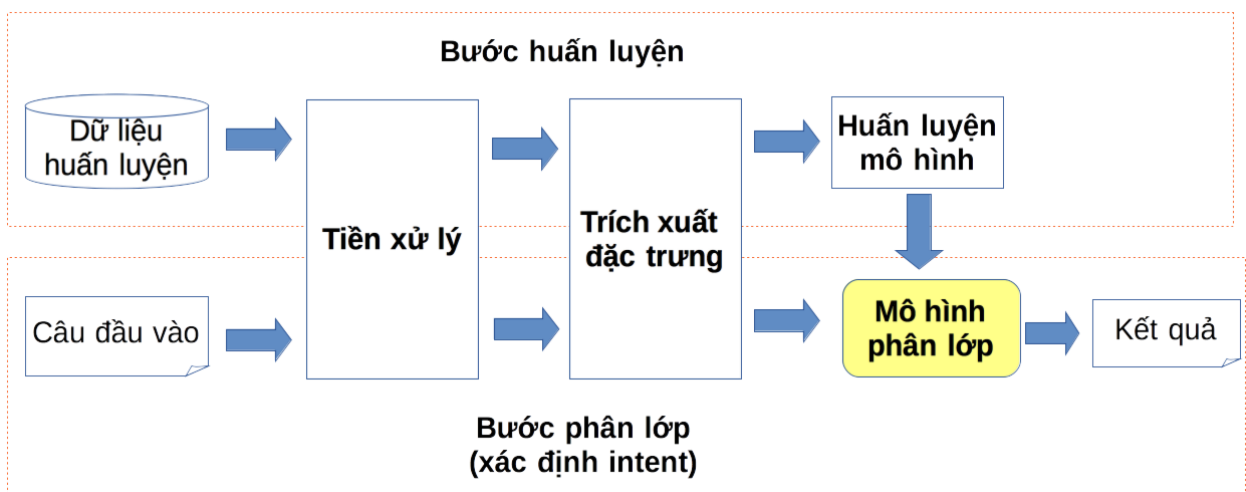 Bước huấn luyện
Dữ liệu
huấn luyện
Tiền xử lý
Trích xuất
đặc trưng
Huấn luyện
mô hình
Câu đầu vào
Mô hình
phân lớp
Kết quả
Bước phân lớp
(xác định intent)